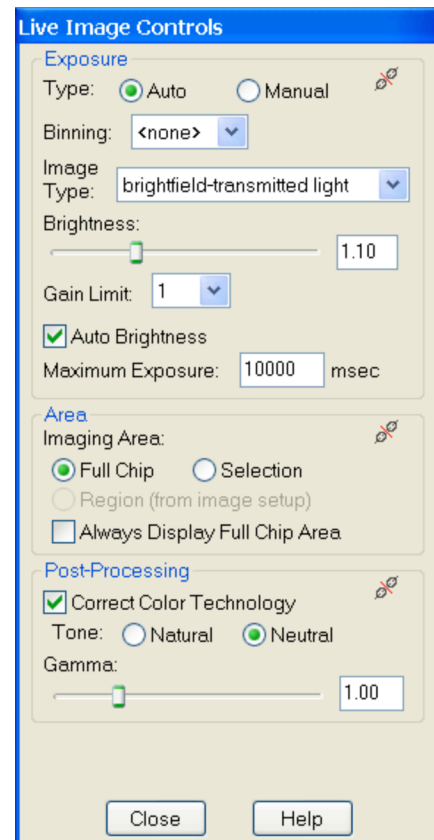 Live Image Controls
Exposure
Type: Auto Manual
Binning: <none>
Image
Type: brightfield-transmitted light
Brightness:
1.10
Gain Limit: 1
Auto Brightness
Maximum Exposure: 10000 msec
Area
Imaging Area:
Full Chip Selection
Region (from image setup)
Always Display Full Chip Area
Post-Processing
Correct Color Technology
Tone: Natural Neutral
Gamma:
1.00
Close Help